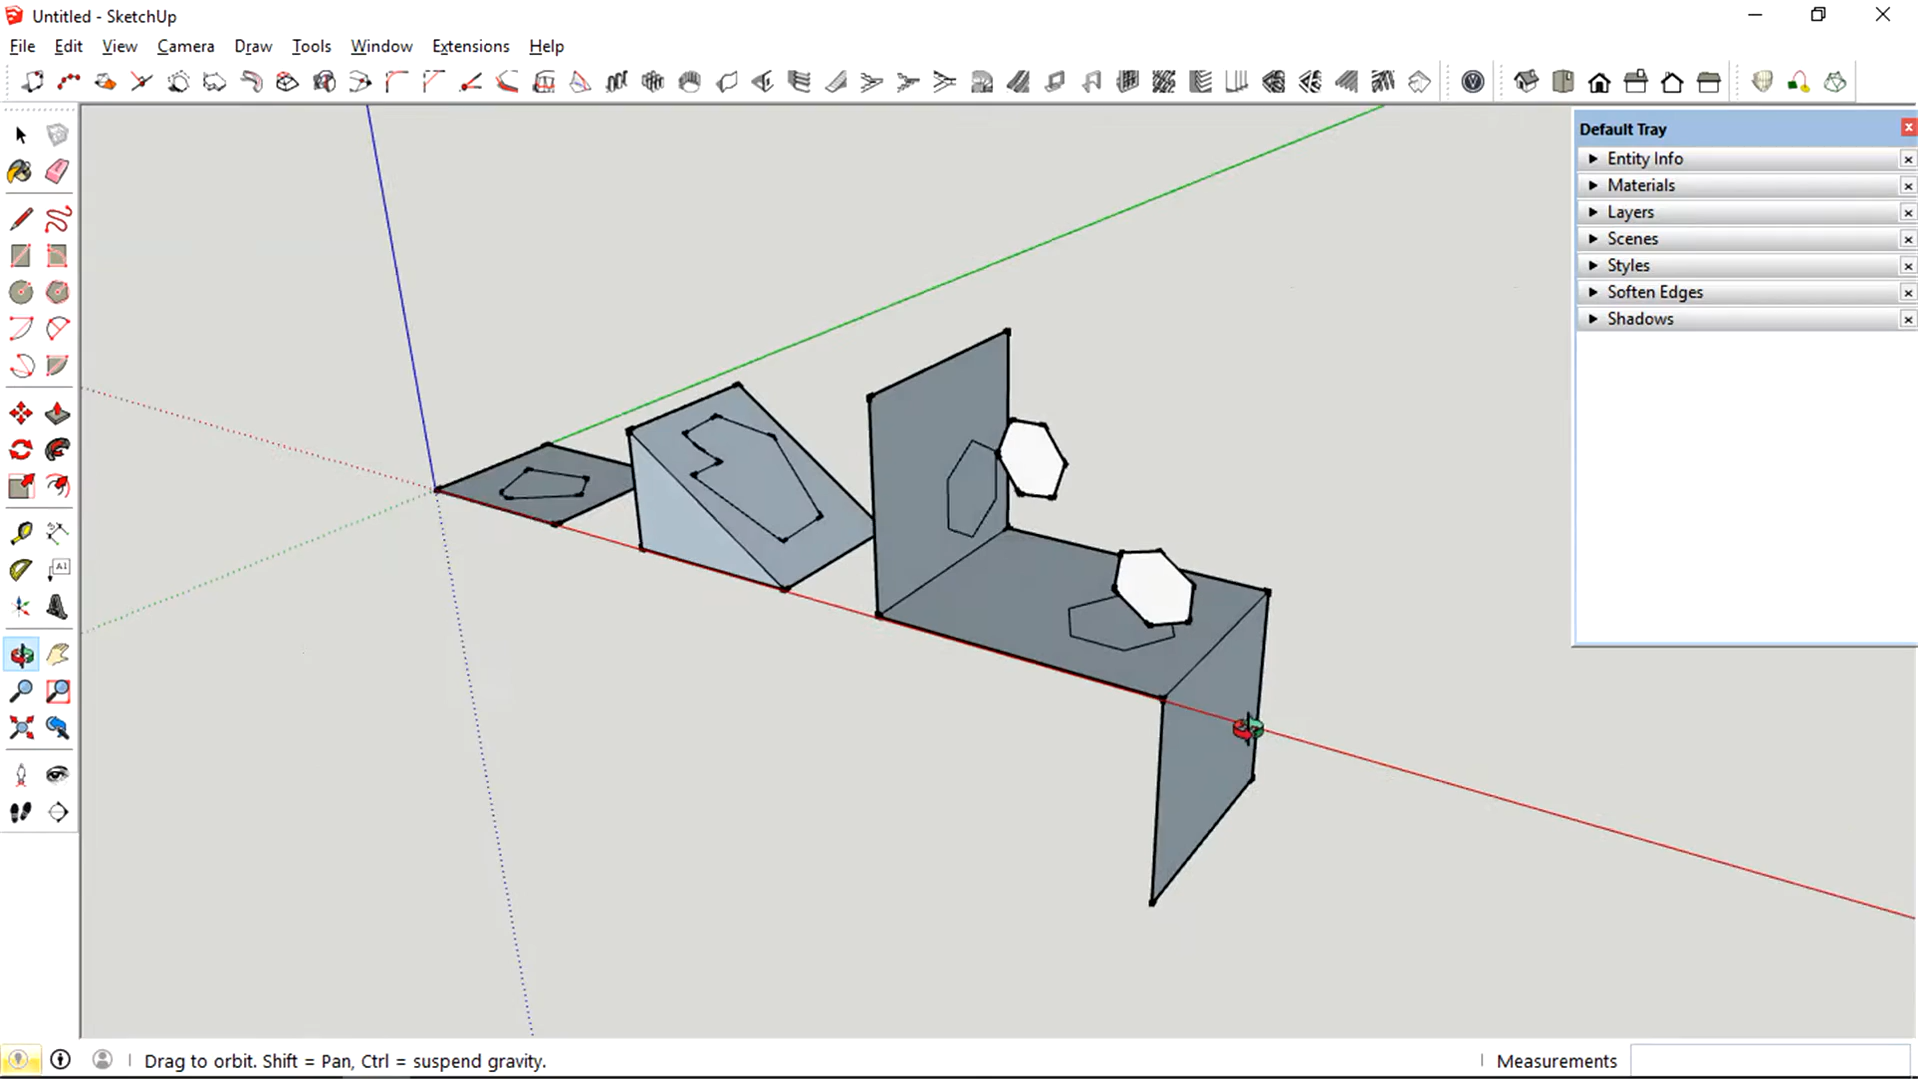 Untitled - SketchUp
File Edit View Camera Draw Tools Window Extensions Help
Default Tray
Entity Info
Materials
Layers
Scenes
Styles
Soften Edges
Shadows
A1
Drag to orbit. Shift = Pan, Ctrl = suspend gravity.
Measurements